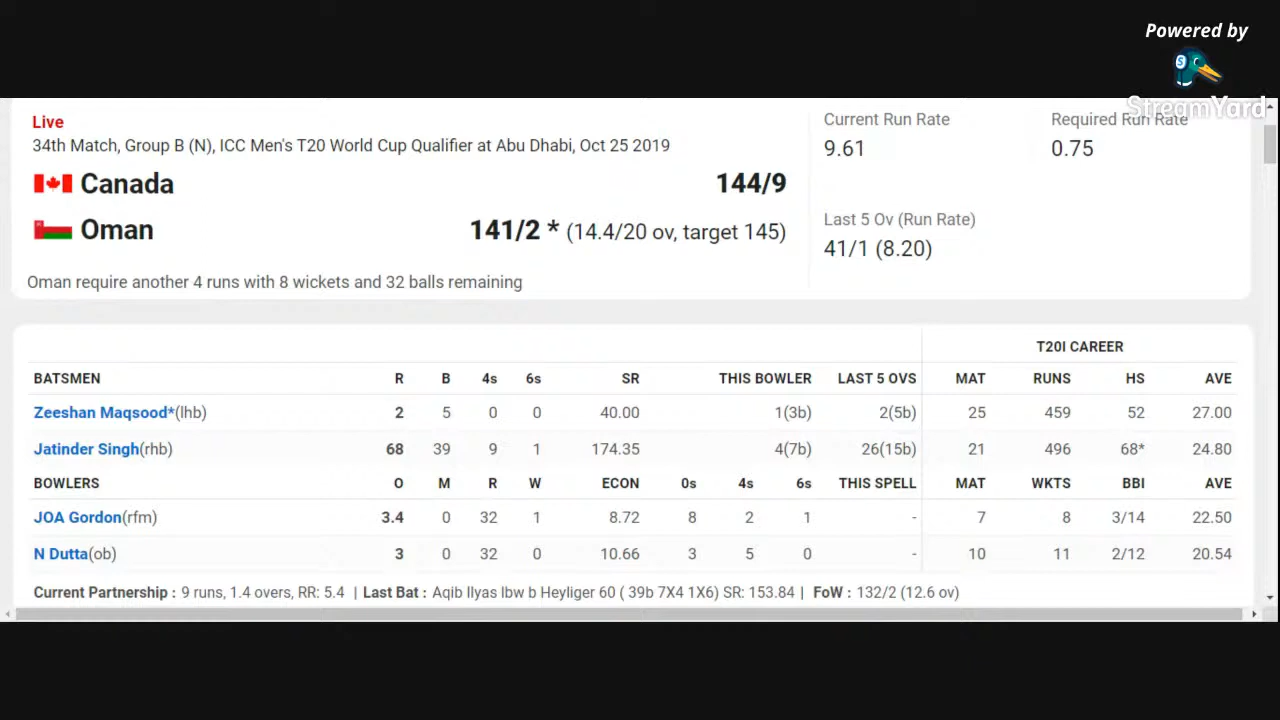 Powered by
StreamYard
Live
34th Match, Group B (N), ICC Men's T20 World Cup Qualifier at Abu Dhabi, Oct 25 2019
Canada 144/9
Oman 141/2 * (14.4/20 ov, target 145)
Oman require another 4 runs with 8 wickets and 32 balls remaining
Current Run Rate Required Run Rate
9.61 0.75
Last 5 Ov (Run Rate)
41/1 (8.20)
T20I CAREER
BATSMEN R B 4s 6s SR THIS BOWLER LAST 5 OVS MAT RUNS HS AVE
Zeeshan Maqsood*(lhb) 2 5 0 0 40.00 1(3b) 2(5b) 25 459 52 27.00
Jatinder Singh(rhb) 68 39 9 1 174.35 4(7b) 26(15b) 21 496 68* 24.80
BOWLERS O M R W ECON 0s 4s 6s THIS SPELL MAT WKTS BBI AVE
JOA Gordon(rfm) 3.4 0 32 1 8.72 8 2 1 - 7 8 3/14 22.50
N Dutta(ob) 3 0 32 0 10.66 3 5 0 - 10 11 2/12 20.54
Current Partnership : 9 runs, 1.4 overs, RR: 5.4 | Last Bat : Aqib Ilyas lbw b Heyliger 60 ( 39b 7X4 1X6) SR: 153.84 | FoW : 132/2 (12.6 ov)